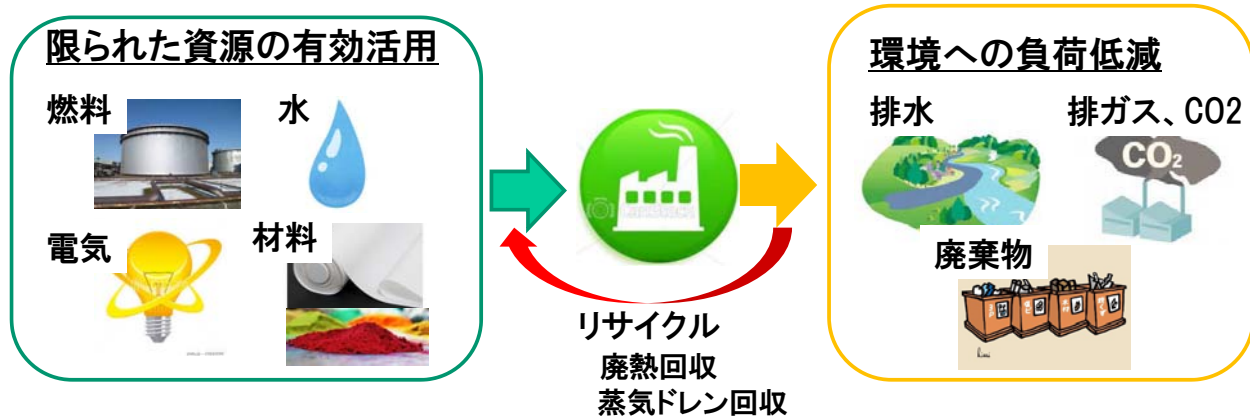 限られた資源の有効活用
燃料
水
電気
材料
リサイクル
廃熱回収
蒸気ドレン回収
環境への負荷低減
排水
排ガス、CO2
CO2
廃棄物